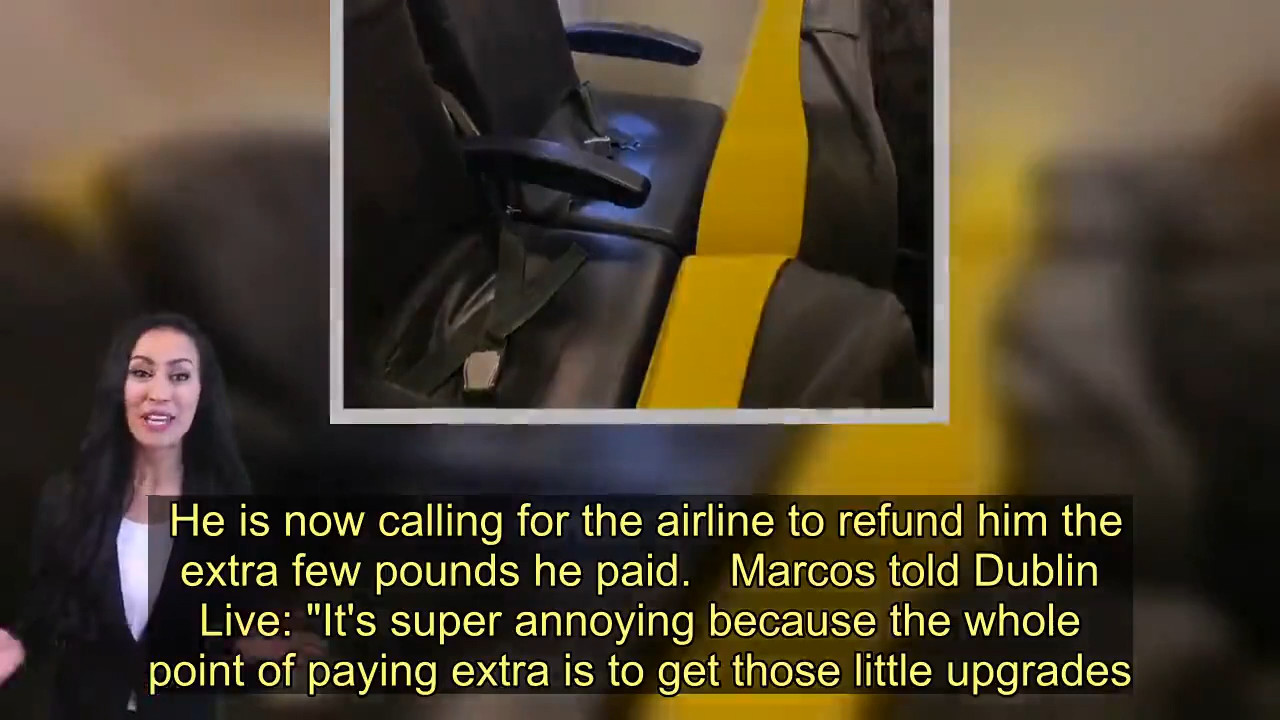 He is now calling for the airline to refund him the
extra few pounds he paid.   Marcos told Dublin
Live: "It's super annoying because the whole
point of paying extra is to get those little upgrades